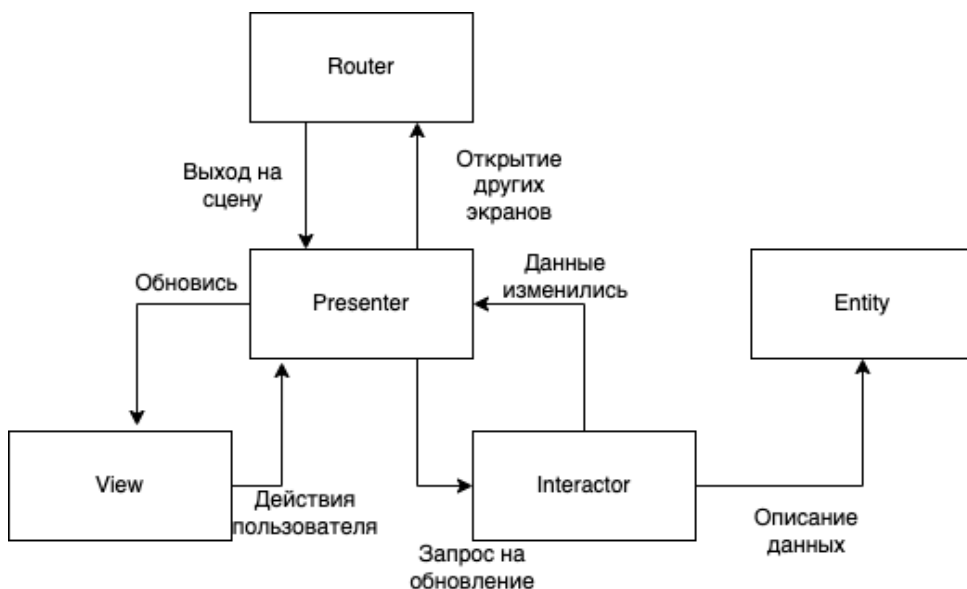 Router
Выход на
сцену
Открытие
других
экранов
Обновись
Presenter
Данные
изменились
Entity
View
Действия
пользователя
Interactor
Запрос на
обновление
Описание
данных